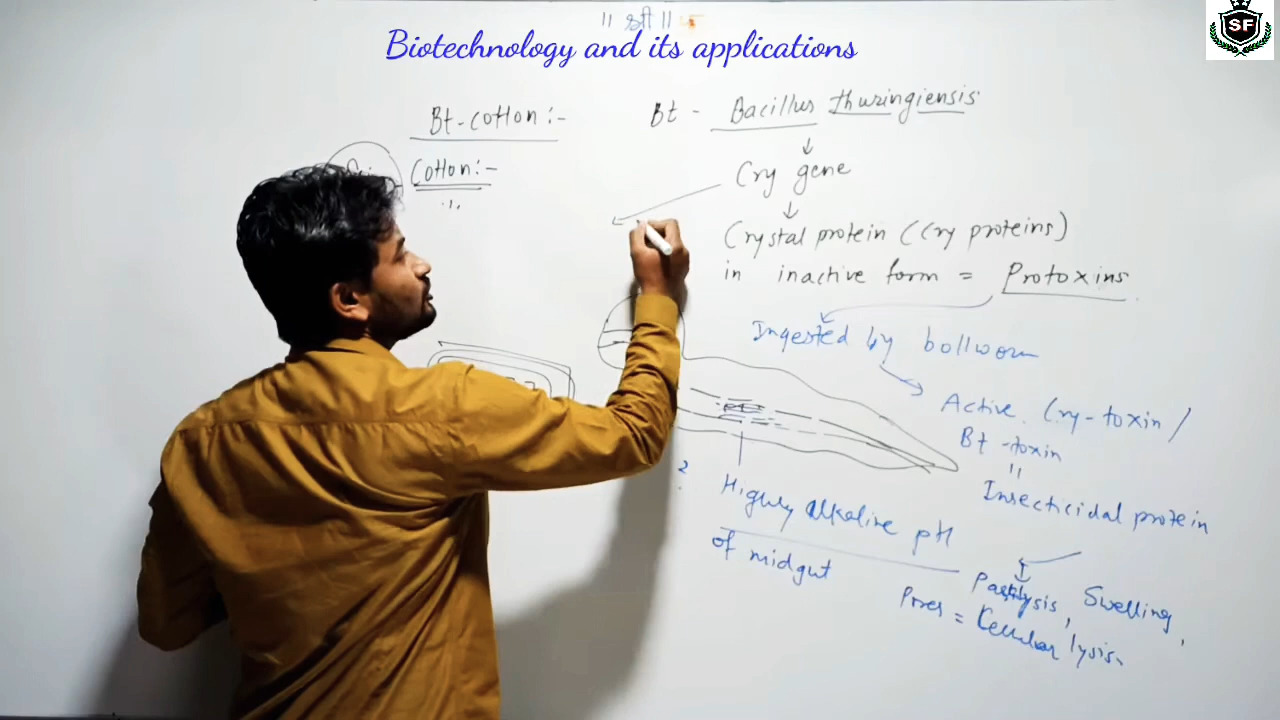 ॥ श्री ॥ 卐
Biotechnology and its applications
SF
Bt-cotton :-
Cotton :-
Bt - Bacillus thuringiensis
Cry gene
Crystal protein (Cry proteins)
in inactive form = Protoxins
Ingested by bollworm
Active Cry-toxin /
Bt-toxin
"
Insecticidal protein
?
Highly alkaline pH
of midgut
Paralysis, Swelling,
Pores = Cellular lysis.